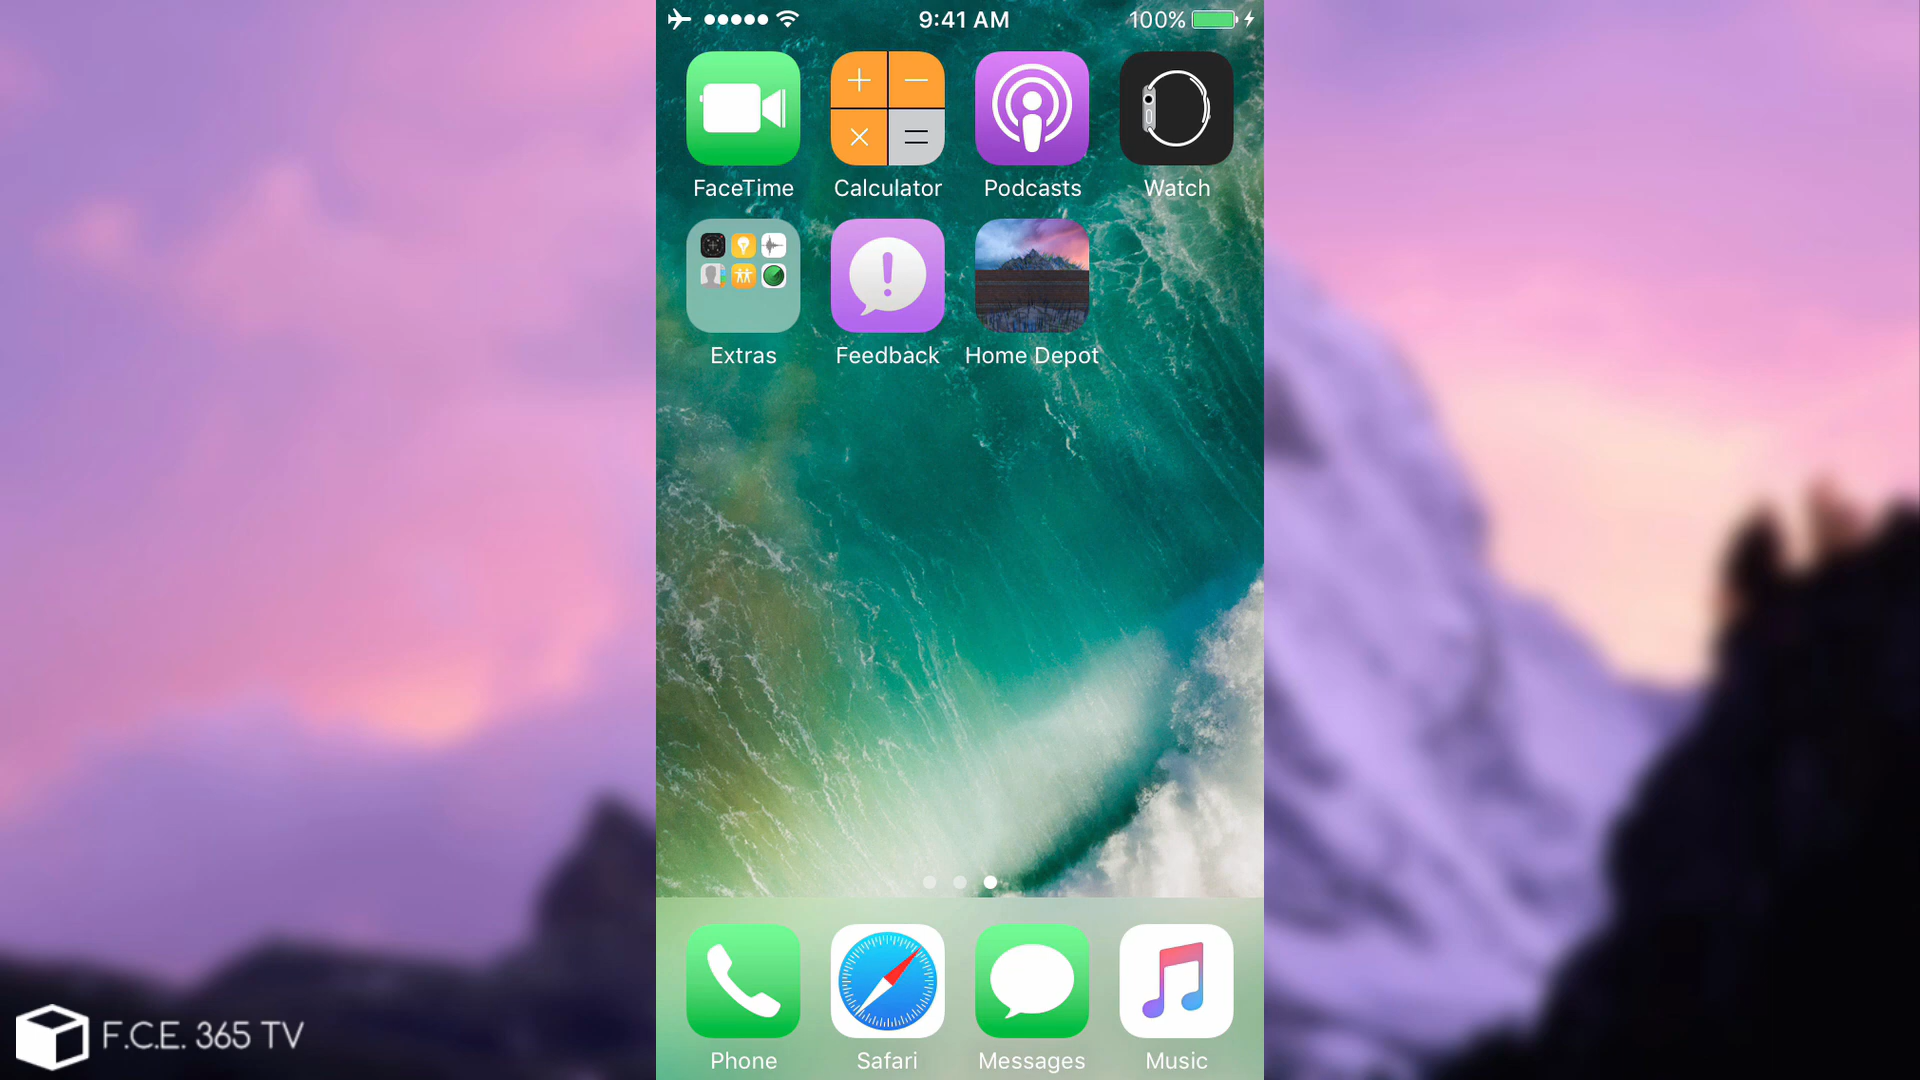 9:41 AM
100%
FaceTime
Calculator
Podcasts
Watch
Extras
Feedback
Home Depot
Phone
Safari
Messages
Music
F.C.E. 365 TV